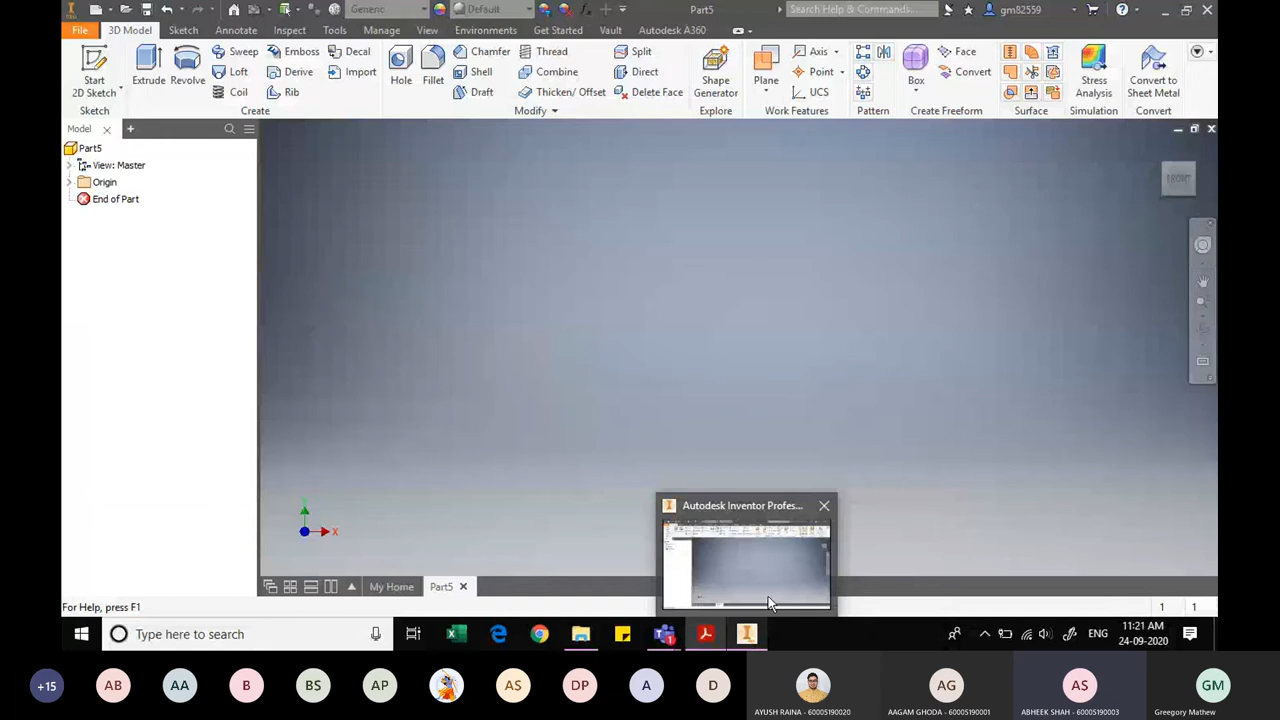 Generic Default Part5 Search Help & Commands... gm82559
File 3D Model Sketch Annotate Inspect Tools Manage View Environments Get Started Vault Autodesk A360
Start
2D Sketch
Sketch
Extrude Revolve
Sweep Emboss Decal
Loft Derive Import
Coil Rib
Create
Hole Fillet
Chamfer Thread Split
Shell Combine Direct
Draft Thicken/ Offset Delete Face
Modify
Shape
Generator
Explore
Plane
Axis
Point
UCS
Work Features
Pattern
Box
Face
Convert
Create Freeform
Surface
Stress
Analysis
Simulation
Convert to
Sheet Metal
Convert
Model
Part5
View: Master
Origin
End of Part
FRONT
X
Autodesk Inventor Profes...
My Home Part5
For Help, press F1
1 1
Type here to search
1
ENG
11:21 AM
24-09-2020
+15 AB AA B BS AP AS DP A D AG AS GM
AYUSH RAINA - 60005190020 AAGAM GHODA - 60005190001 ABHEEK SHAH - 60005190003 Greegory Mathew